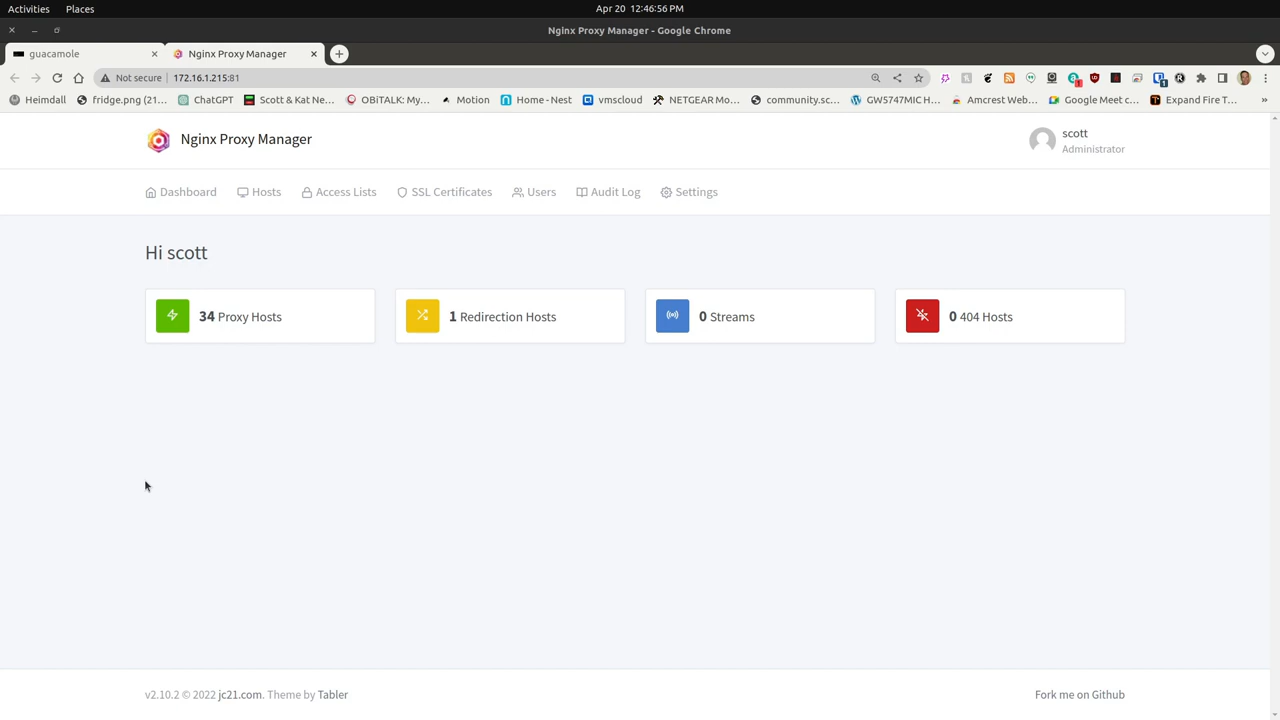 Activities Places Apr 20 12:46:56 PM
Nginx Proxy Manager - Google Chrome
guacamole Nginx Proxy Manager
Not secure 172.16.1.215:81
Heimdall fridge.png (21... ChatGPT Scott & Kat Ne... OBiTALK: My... Motion Home - Nest vmscloud NETGEAR Mo... community.sc... GW5747MIC H... Amcrest Web... Google Meet c... Expand Fire T... »
Nginx Proxy Manager
scott
Administrator
Dashboard Hosts Access Lists SSL Certificates Users Audit Log Settings
Hi scott
34 Proxy Hosts 1 Redirection Hosts 0 Streams 0 404 Hosts
v2.10.2 © 2022 jc21.com. Theme by Tabler Fork me on Github